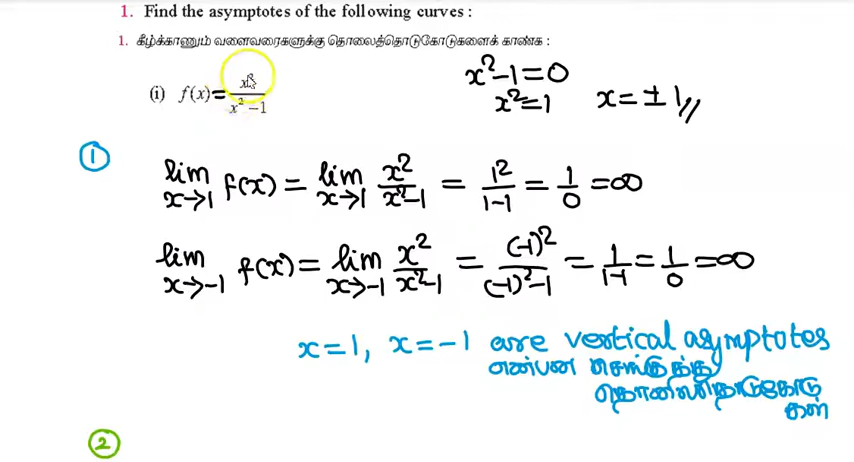 1. Find the asymptotes of the following curves :
1. கீழ்க்காணும் வளைவரைகளுக்கு தொலைத்தொடுகோடுகளைக் காண்க :
(i) f(x) = x²/(x² − 1)
x² − 1 = 0
x² = 1
x = ± 1 //
①
lim x→1 f(x) = lim x→1 x²/(x²−1) = 1²/(1−1) = 1/0 = ∞
lim x→−1 f(x) = lim x→−1 x²/(x²−1) = (−1)²/((−1)²−1) = 1/(1−1) = 1/0 = ∞
x = 1, x = −1 are vertical asymptotes
என்பன செங்குத்து
தொலைத்தொடுகோடு
கள்
②